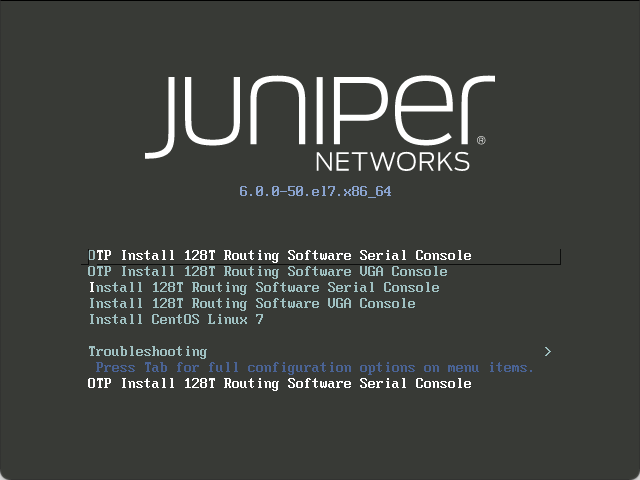 JUNIPER
NETWORKS
®
6.0.0-50.el7.x86_64
OTP Install 128T Routing Software Serial Console
OTP Install 128T Routing Software VGA Console
Install 128T Routing Software Serial Console
Install 128T Routing Software VGA Console
Install CentOS Linux 7
Troubleshooting >
Press Tab for full configuration options on menu items.
OTP Install 128T Routing Software Serial Console